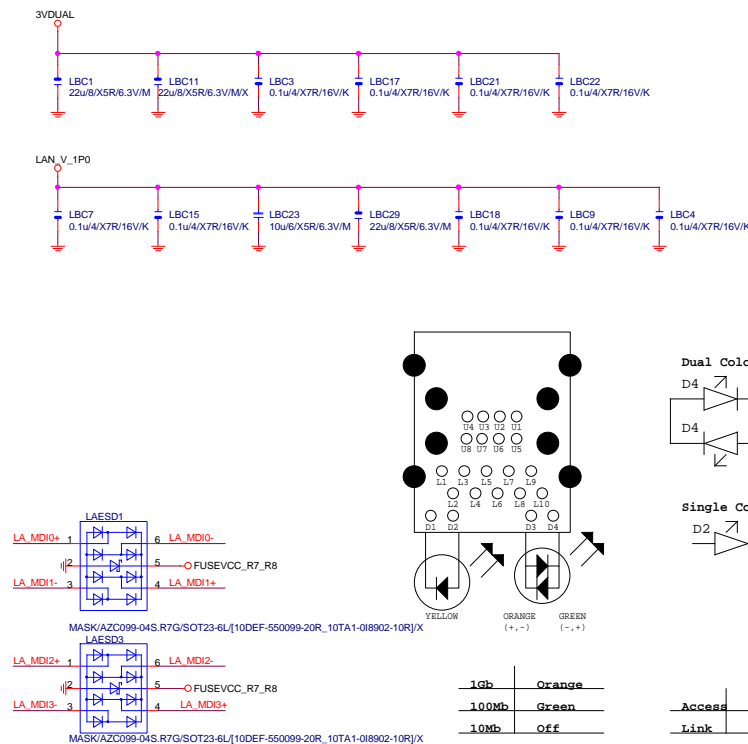 3VDUAL
LBC1 LBC11 LBC3 LBC17 LBC21 LBC22
22u/8/X5R/6.3V/M 22u/8/X5R/6.3V/M/X 0.1u/4/X7R/16V/K 0.1u/4/X7R/16V/K 0.1u/4/X7R/16V/K 0.1u/4/X7R/16V/K
LAN_V_1P0
LBC7 LBC15 LBC23 LBC29 LBC18 LBC9 LBC4
0.1u/4/X7R/16V/K 0.1u/4/X7R/16V/K 10u/6/X5R/6.3V/M 22u/8/X5R/6.3V/M 0.1u/4/X7R/16V/K 0.1u/4/X7R/16V/K 0.1u/4/X7R/16V/K
Dual Colo
D4
D4
U4 U3 U2 U1
U8 U7 U6 U5
L1 L3 L5 L7 L9
L2 L4 L6 L8 L10
D1 D2 D3 D4
Single Co
D2
YELLOW ORANGE GREEN
(+,-) (-,+)
LAESD1
LA_MDI0+ 1 6 LA_MDI0-
2 5 FUSEVCC_R7_R8
LA_MDI1- 3 4 LA_MDI1+
MASK/AZC099-04S.R7G/SOT23-6L/[10DEF-550099-20R_10TA1-0I8902-10R]/X
LAESD3
LA_MDI2+ 1 6 LA_MDI2-
2 5 FUSEVCC_R7_R8
LA_MDI3- 3 4 LA_MDI3+
MASK/AZC099-04S.R7G/SOT23-6L/[10DEF-550099-20R_10TA1-0I8902-10R]/X
1Gb Orange
100Mb Green
10Mb Off
Access
Link